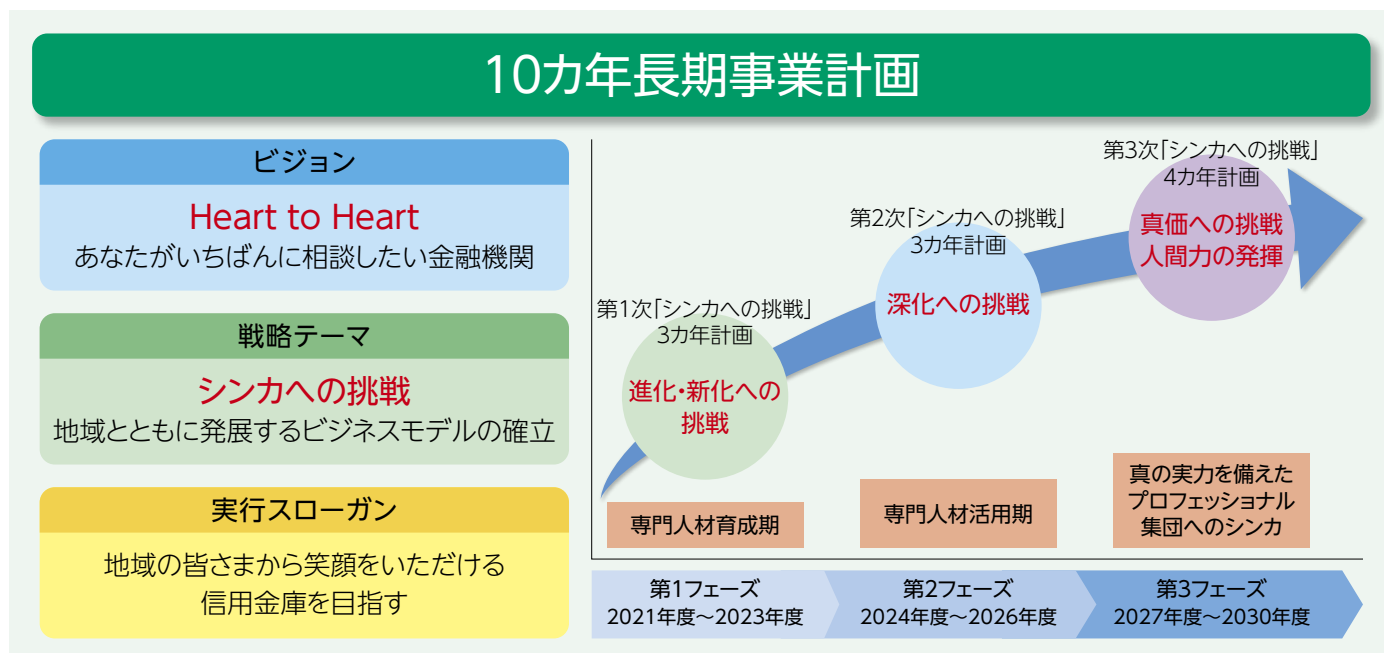 10カ年長期事業計画
ビジョン
Heart to Heart
あなたがいちばんに相談したい金融機関
戦略テーマ
シンカへの挑戦
地域とともに発展するビジネスモデルの確立
実行スローガン
地域の皆さまから笑顔をいただける
信用金庫を目指す
第1次「シンカへの挑戦」
3カ年計画
進化・新化への
挑戦
第2次「シンカへの挑戦」
3カ年計画
深化への挑戦
第3次「シンカへの挑戦」
4カ年計画
真価への挑戦
人間力の発揮
専門人材育成期
専門人材活用期
真の実力を備えた
プロフェッショナル
集団へのシンカ
第1フェーズ
2021年度～2023年度
第2フェーズ
2024年度～2026年度
第3フェーズ
2027年度～2030年度